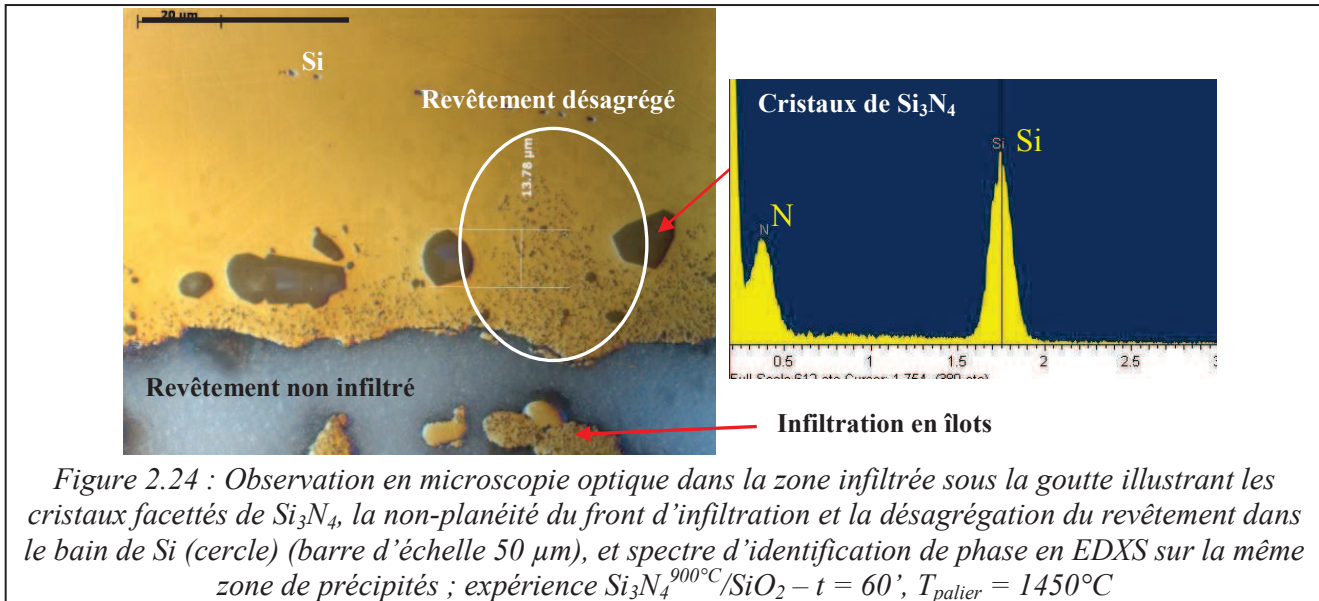 20 µm
Si
Revêtement désagrégé
13.78 µm
Revêtement non infiltré
Cristaux de Si₃N₄
Si
Si
N
N
0.5 1 1.5 2 2.5
Infiltration en îlots
Figure 2.24 : Observation en microscopie optique dans la zone infiltrée sous la goutte illustrant les
cristaux facettés de Si₃N₄, la non-planéité du front d’infiltration et la désagrégation du revêtement dans
le bain de Si (cercle) (barre d’échelle 50 µm), et spectre d’identification de phase en EDXS sur la même
zone de précipités ; expérience Si₃N₄⁹⁰⁰°ᶜ/SiO₂ – t = 60’, Tpalier = 1450°C